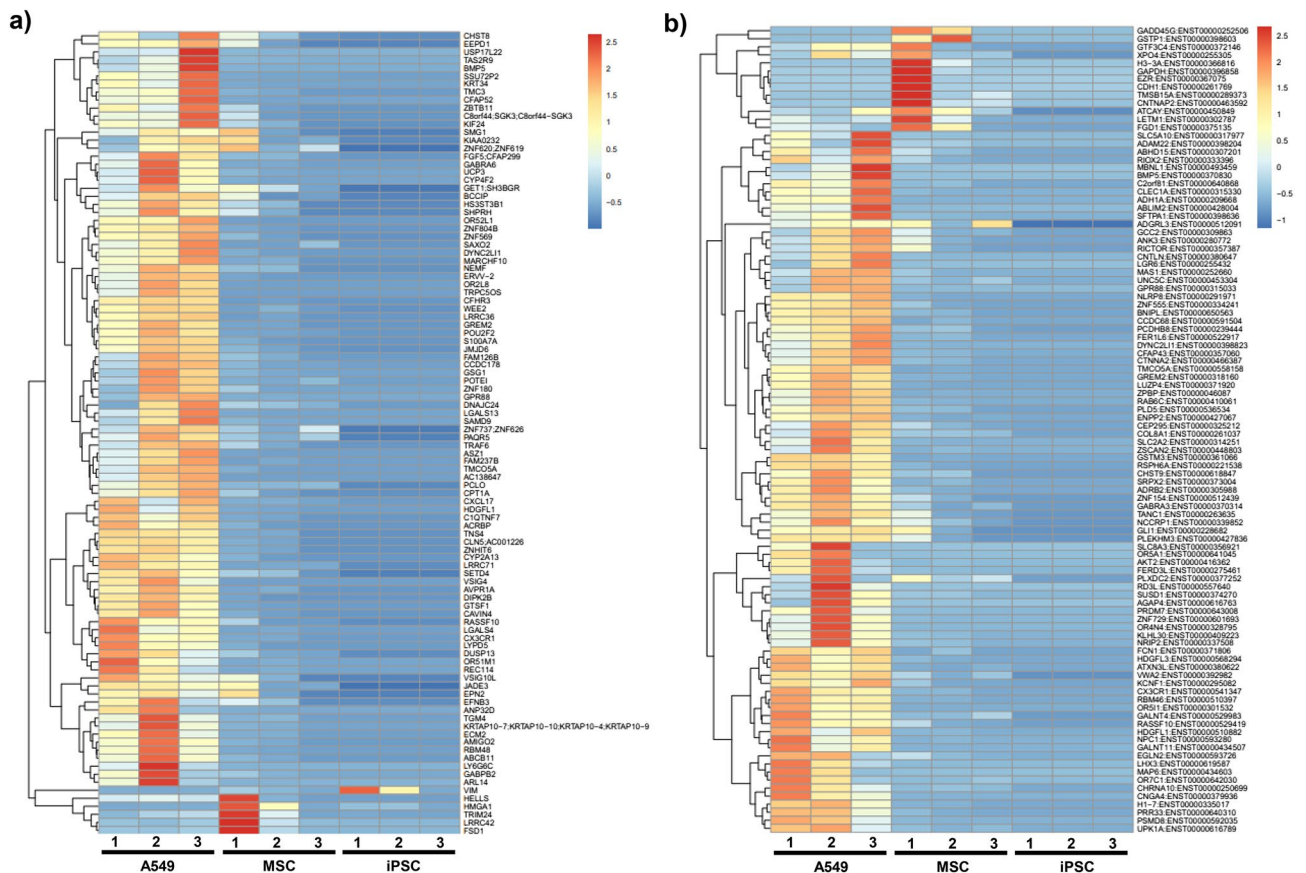 a)
CHST8
EEPD1
USP17L22
TAS2R9
BMP5
SSU72P2
KRT34
TMC3
CFAP52
ZBTB11
C8orf44;SGK3;C8orf44−SGK3
KIF24
SMG1
KIAA0232
ZNF620;ZNF619
FGF5;CFAP299
GABRA6
UCP3
CYP4F2
GET1;SH3BGR
BCCIP
HS3ST3B1
SHPRH
OR52L1
ZNF804B
ZNF569
SAXO2
DYNC2LI1
MARCHF10
NEMF
ERVV−2
OR2L8
TRPC5OS
CFHR3
WEE2
LRRC36
GREM2
POU2F2
S100A7A
JMJD6
FAM126B
CCDC178
GSG1
POTEI
ZNF180
GPR88
DNAJC24
LGALS13
SAMD9
ZNF737;ZNF626
PAQR5
TRAF6
ASZ1
FAM237B
TMCO5A
AC138647
PCLO
CPT1A
CXCL17
HDGFL1
C1QTNF7
ACRBP
TNS4
CLN5;AC001226
ZNHIT6
CYP2A13
LRRC71
SETD4
VSIG4
AVPR1A
DIPK2B
GTSF1
CAVIN4
RASSF10
LGALS4
CX3CR1
LYPD5
DUSP13
OR51M1
REC114
VSIG10L
JADE3
EPN2
EFNB3
ANP32D
TGM4
KRTAP10−7;KRTAP10−10;KRTAP10−4;KRTAP10−9
ECM2
AMIGO2
RBM48
ABCB11
LY6G6C
GABPB2
ARL14
VIM
HELLS
HMGA1
TRIM24
LRRC42
FSD1
2.5
2
1.5
1
0.5
0
−0.5
1 2 3 1 2 3 1 2 3
A549 MSC iPSC
b)
GADD45G:ENST00000252506
GSTP1:ENST00000398603
GTF3C4:ENST00000372146
XPO4:ENST00000255305
H3−3A:ENST00000366816
GAPDH:ENST00000396858
EZR:ENST00000367075
CDH1:ENST00000261769
TMSB15A:ENST00000289373
CNTNAP2:ENST00000463592
ATCAY:ENST00000450849
LETM1:ENST00000302787
FGD1:ENST00000375135
SLC5A10:ENST00000317977
ADAM22:ENST00000398204
ABHD15:ENST00000307201
RIOX2:ENST00000333396
MBNL1:ENST00000493459
BMP5:ENST00000370830
C2orf81:ENST00000640868
CLEC1A:ENST00000315330
ADH1A:ENST00000209668
ABLIM2:ENST00000428004
SFTPA1:ENST00000398636
ADGRL3:ENST00000512091
GCC2:ENST00000309863
ANK3:ENST00000280772
RICTOR:ENST00000357387
CNTLN:ENST00000380647
LGR6:ENST00000255432
MAS1:ENST00000252660
UNC5C:ENST00000453304
GPR88:ENST00000315033
NLRP8:ENST00000291971
ZNF555:ENST00000334241
BNIPL:ENST00000650563
CCDC68:ENST00000591504
PCDHB8:ENST00000239444
FER1L6:ENST00000522917
DYNC2LI1:ENST00000398823
CFAP43:ENST00000357060
CTNNA2:ENST00000466387
TMCO5A:ENST00000558158
GREM2:ENST00000318160
LUZP4:ENST00000371920
ZPBP:ENST00000046087
RAB6C:ENST00000410061
PLD5:ENST00000536534
ENPP2:ENST00000427067
CEP295:ENST00000325212
COL8A1:ENST00000261037
SLC2A2:ENST00000314251
ZSCAN2:ENST00000448803
GSTM3:ENST00000361066
RSPH6A:ENST00000221538
CHST9:ENST00000618847
SRPX2:ENST00000373004
ADRB2:ENST00000305988
ZNF154:ENST00000512439
GABRA3:ENST00000370314
TANC1:ENST00000263635
NCCRP1:ENST00000339852
GLI1:ENST00000228682
PLEKHM3:ENST00000427836
SLC8A3:ENST00000356921
OR5A1:ENST00000641045
AKT2:ENST00000416362
FERD3L:ENST00000275461
PLXDC2:ENST00000377252
RD3L:ENST00000557640
SUSD1:ENST00000374270
AGAP4:ENST00000616763
PRDM7:ENST00000643008
ZNF729:ENST00000601693
OR4N4:ENST00000328795
KLHL30:ENST00000409223
NRIP2:ENST00000337508
FCN1:ENST00000371806
HDGFL3:ENST00000568294
ATXN3L:ENST00000380622
VWA2:ENST00000392982
KCNF1:ENST00000295082
CX3CR1:ENST00000541347
RBM46:ENST00000510397
OR5I1:ENST00000301532
GALNT4:ENST00000529983
RASSF10:ENST00000529419
HDGFL1:ENST00000510882
NPC1:ENST00000593280
GALNT11:ENST00000434507
EGLN2:ENST00000593726
LHX3:ENST00000619587
MAP6:ENST00000434603
OR7C1:ENST00000642030
CHRNA10:ENST00000250699
CNGA4:ENST00000379936
H1−7:ENST00000335017
PRR33:ENST00000640310
PSMD8:ENST00000592035
UPK1A:ENST00000616789
2.5
2
1.5
1
0.5
0
−0.5
−1
1 2 3 1 2 3 1 2 3
A549 MSC iPSC